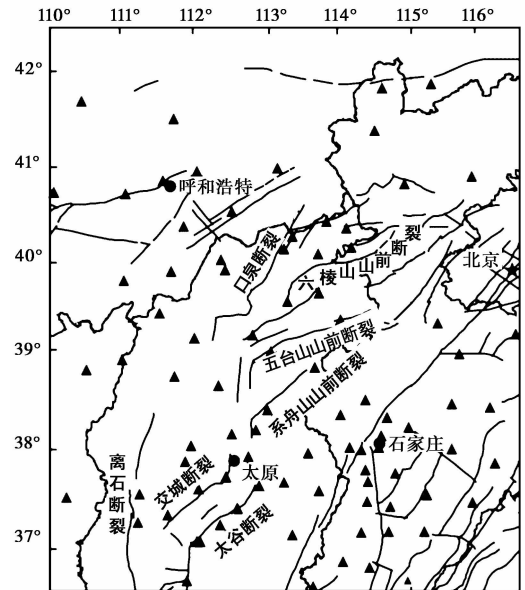 110° 111° 112° 113° 114° 115° 116°
42°
41°
呼和浩特
40°
口泉断裂
六棱山山前断裂
北京
39°
五台山山前断裂
系舟山山前断裂
38°
石家庄
离石断裂
交城断裂
太原
太谷断裂
37°